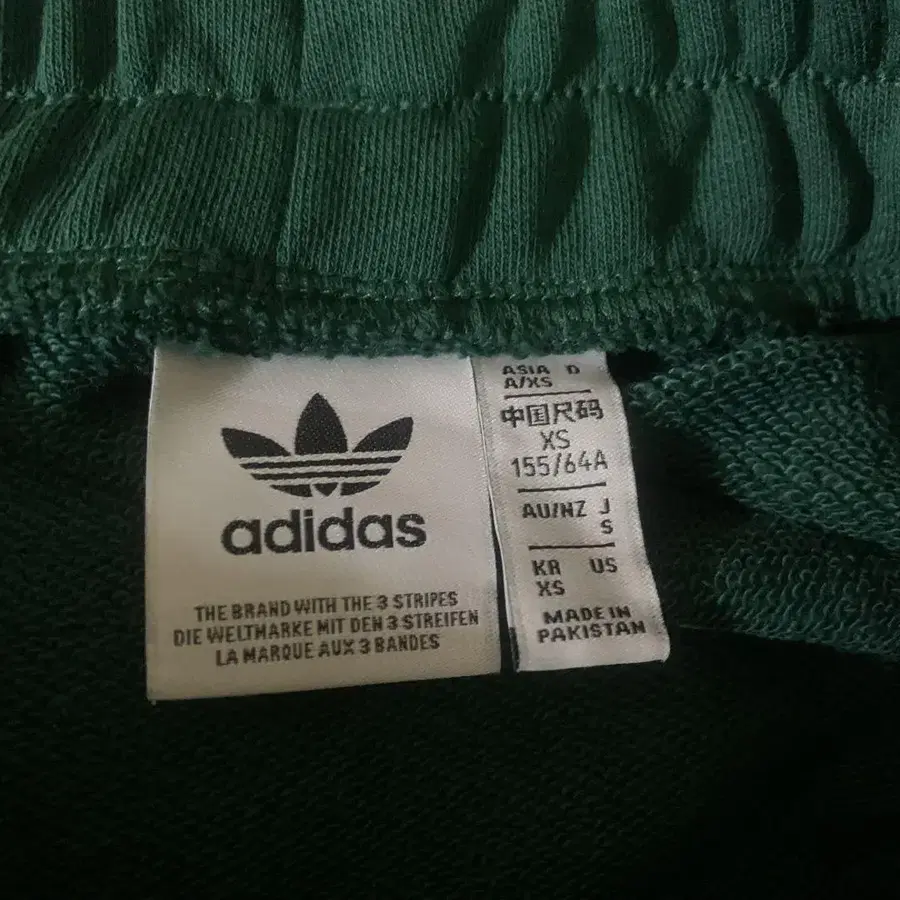 adidas
THE BRAND WITH THE 3 STRIPES
DIE WELTMARKE MIT DEN 3 STREIFEN
LA MARQUE AUX 3 BANDES
ASIA D
A/XS
中国尺码
XS
155/64A
AU/NZ J
S
KR US
XS
MADE IN
PAKISTAN